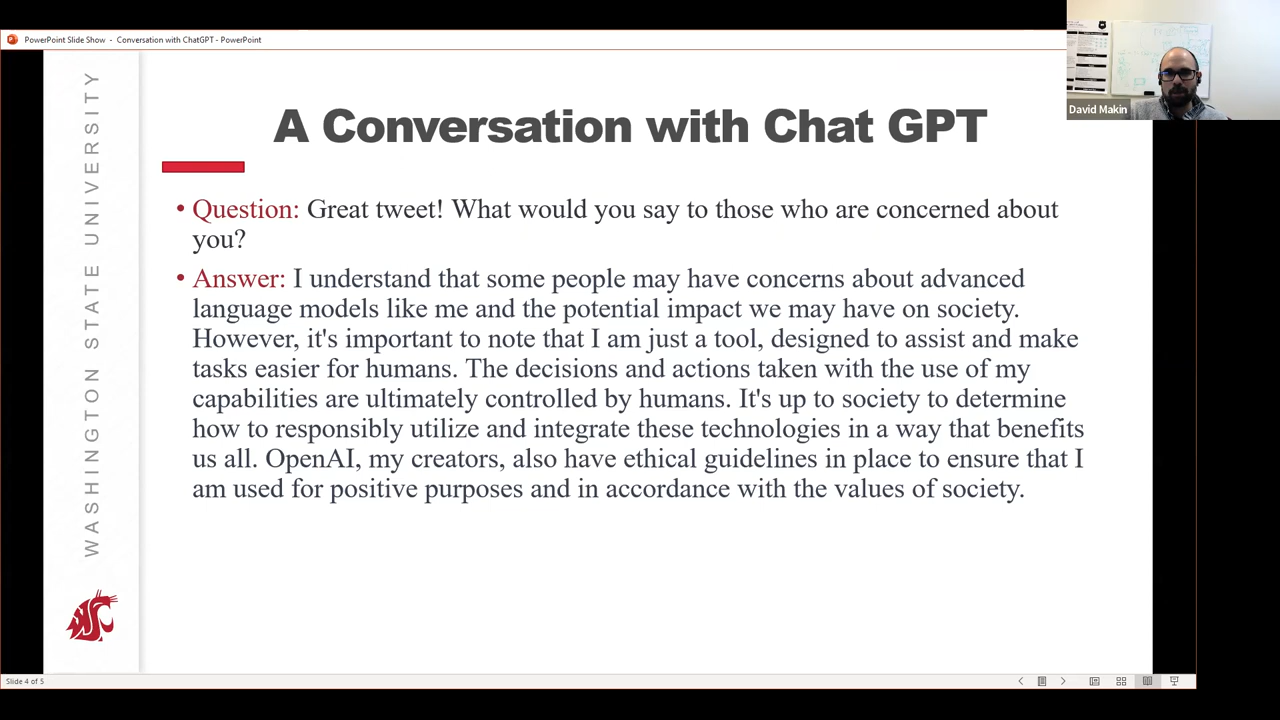 PowerPoint Slide Show - Conversation with ChatGPT - PowerPoint
David Makin
WASHINGTON STATE UNIVERSITY
A Conversation with Chat GPT
• Question: Great tweet! What would you say to those who are concerned about
you?
• Answer: I understand that some people may have concerns about advanced
language models like me and the potential impact we may have on society.
However, it's important to note that I am just a tool, designed to assist and make
tasks easier for humans. The decisions and actions taken with the use of my
capabilities are ultimately controlled by humans. It's up to society to determine
how to responsibly utilize and integrate these technologies in a way that benefits
us all. OpenAI, my creators, also have ethical guidelines in place to ensure that I
am used for positive purposes and in accordance with the values of society.
Slide 4 of 5